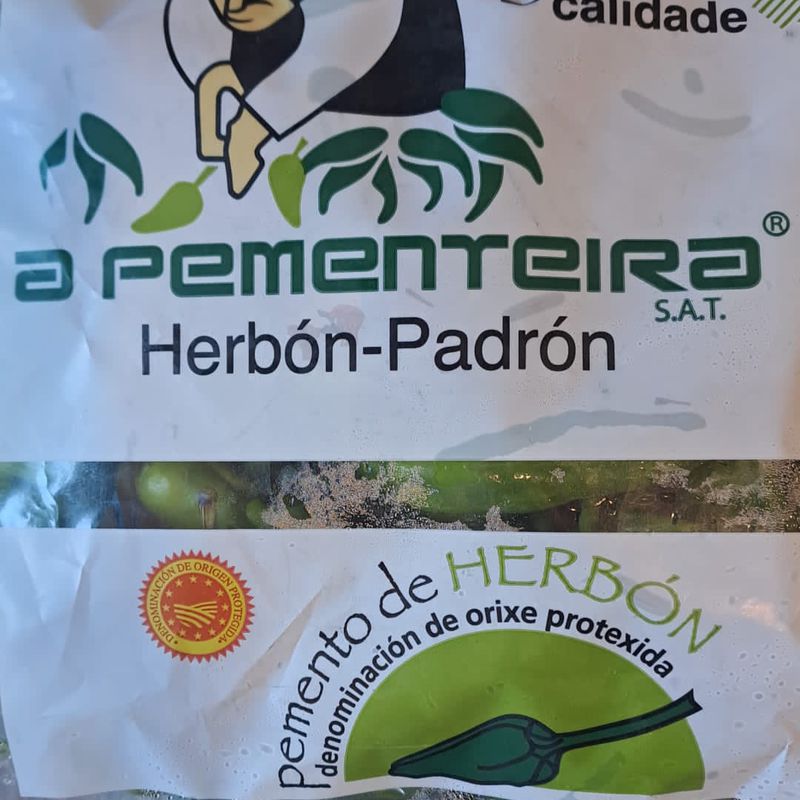 calidade
a pementeira®
S.A.T.
Herbón-Padrón
DENOMINACIÓN DE ORIGEN PROTEGIDA
pemento de HERBÓN
denominación de orixe protexida